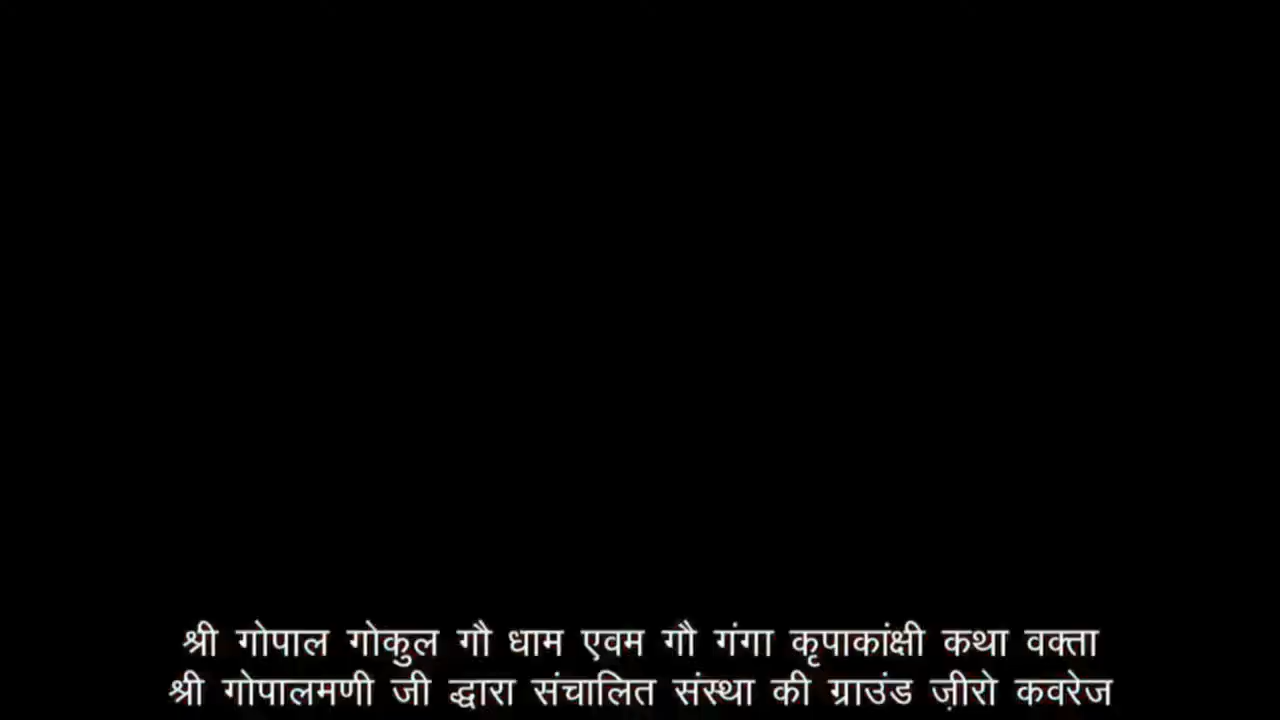 श्री गोपाल गोकुल गौ धाम एवम गौ गंगा कृपाकांक्षी कथा वक्ता
श्री गोपालमणी जी द्धारा संचालित संस्था की ग्राउंड ज़ीरो कवरेज